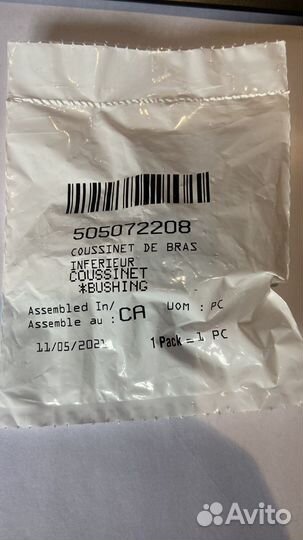 505072208
COUSSINET DE BRAS
INFERIEUR
COUSSINET
*BUSHING
Assembled In/
Assemble au : CA UOM : PC
11/05/2021 1 Pack = 1 PC
Avito